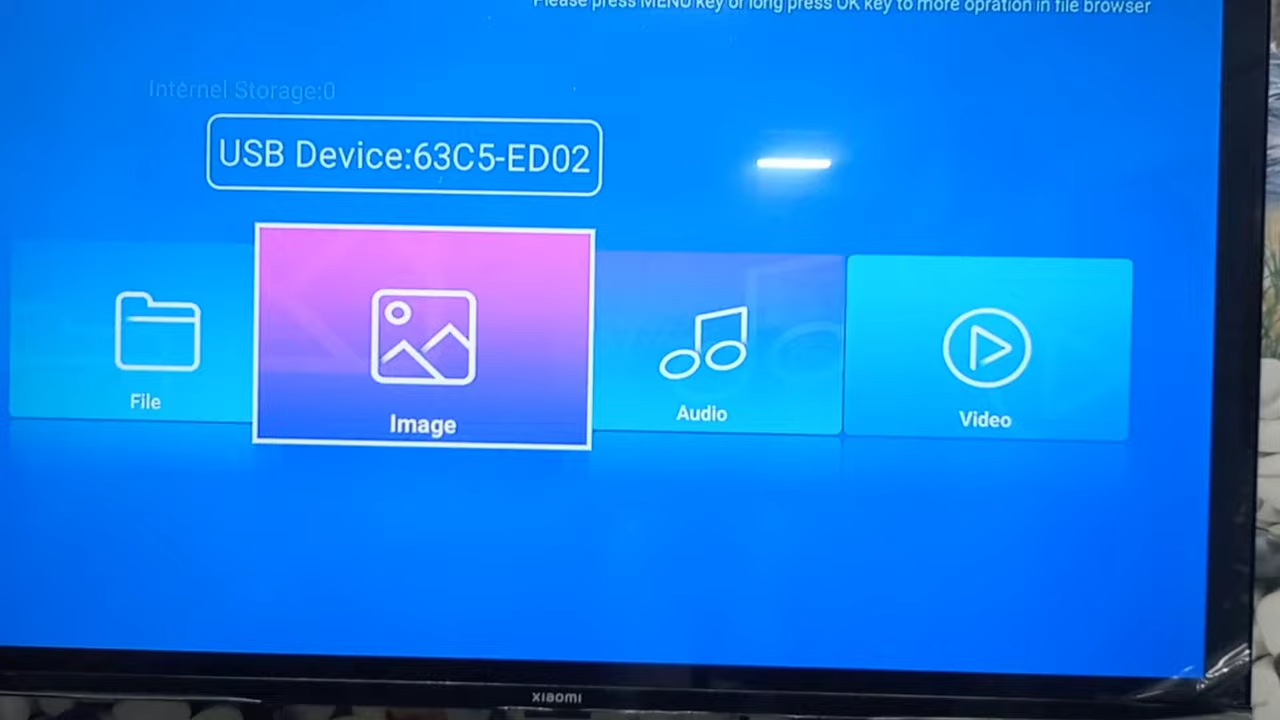 Please press MENU key or long press OK key to more opration in file browser
Internel Storage:0
USB Device:63C5-ED02
File
Image
Audio
Video
xiaomi